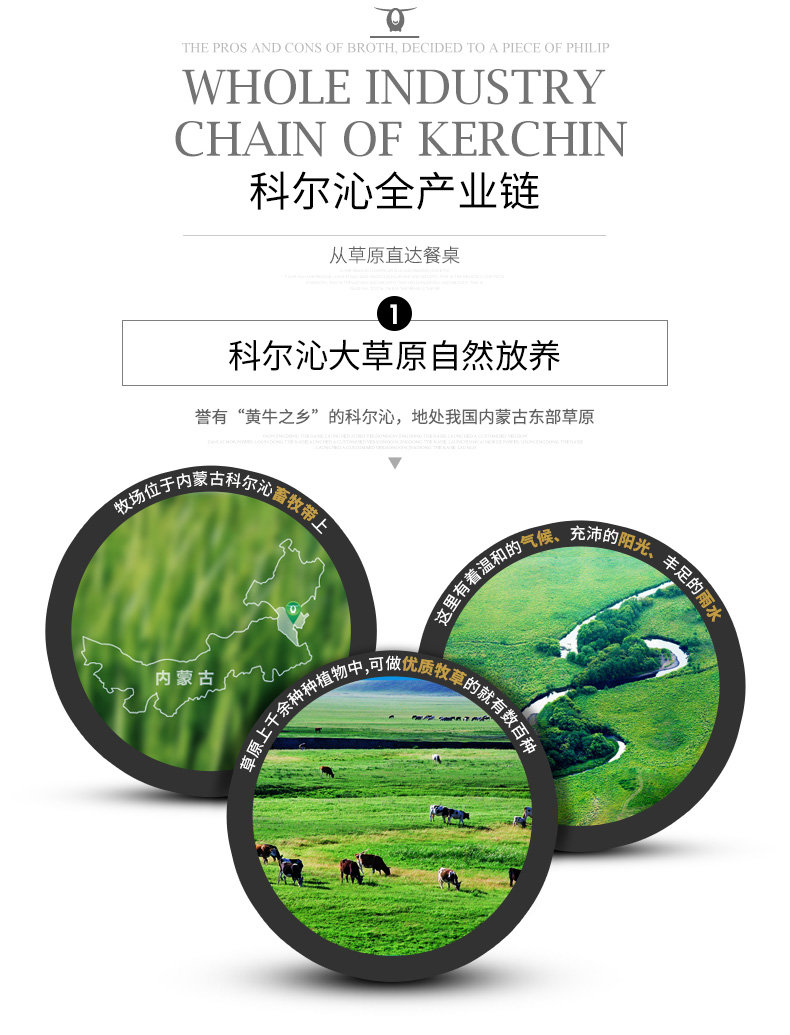 THE PROS AND CONS OF BROTH, DECIDED TO A PIECE OF PHILIP
WHOLE INDUSTRY
CHAIN OF KERCHIN
科尔沁全产业链
从草原直达餐桌
1
科尔沁大草原自然放养
誉有“黄牛之乡”的科尔沁，地处我国内蒙古东部草原
牧场位于内蒙古科尔沁畜牧带上
内蒙古
这里有着温和的气候、充沛的阳光、丰足的雨水
草原上千余种种植物中,可做优质牧草的就有数百种